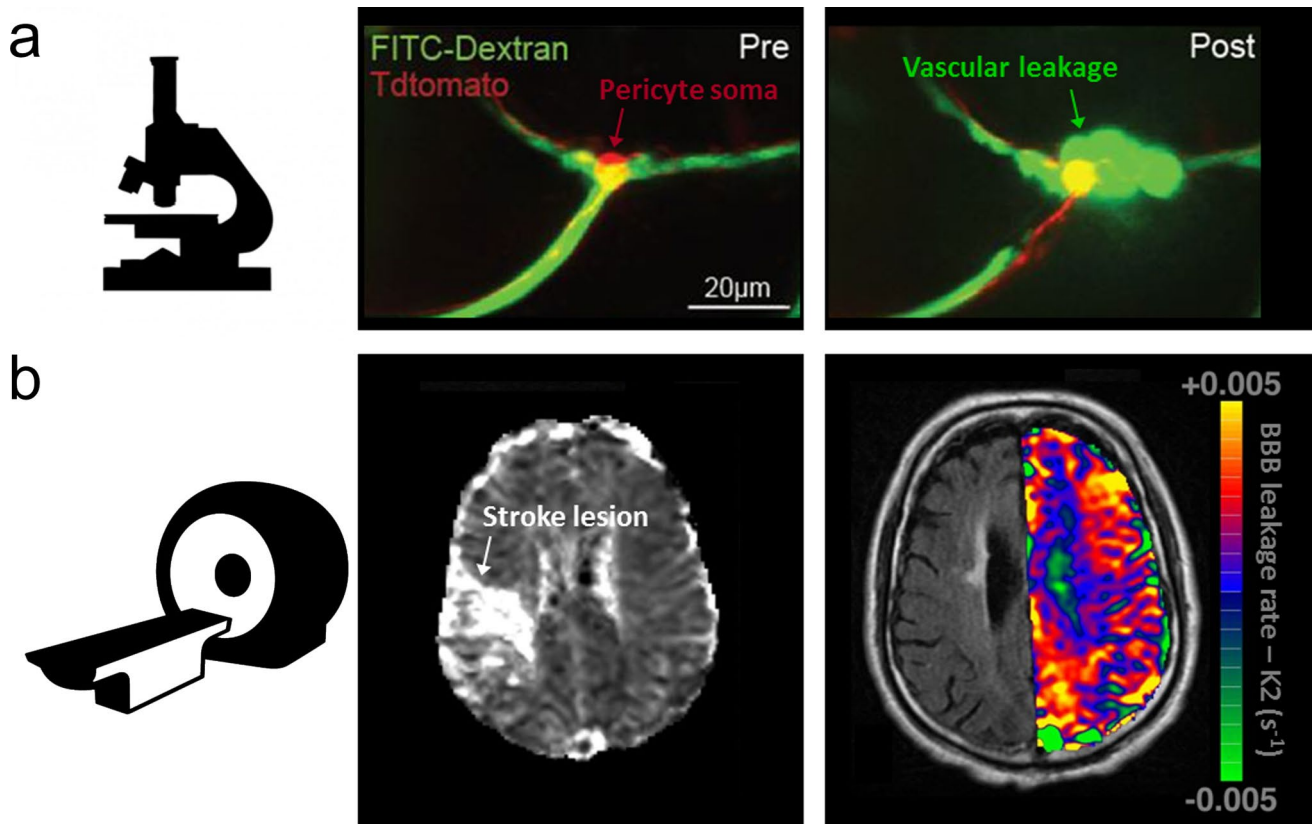 a
FITC-Dextran
Tdtomato
Pre
Pericyte soma
20μm
Post
Vascular leakage
b
Stroke lesion
+0.005
BBB leakage rate – K2 (s⁻¹)
-0.005